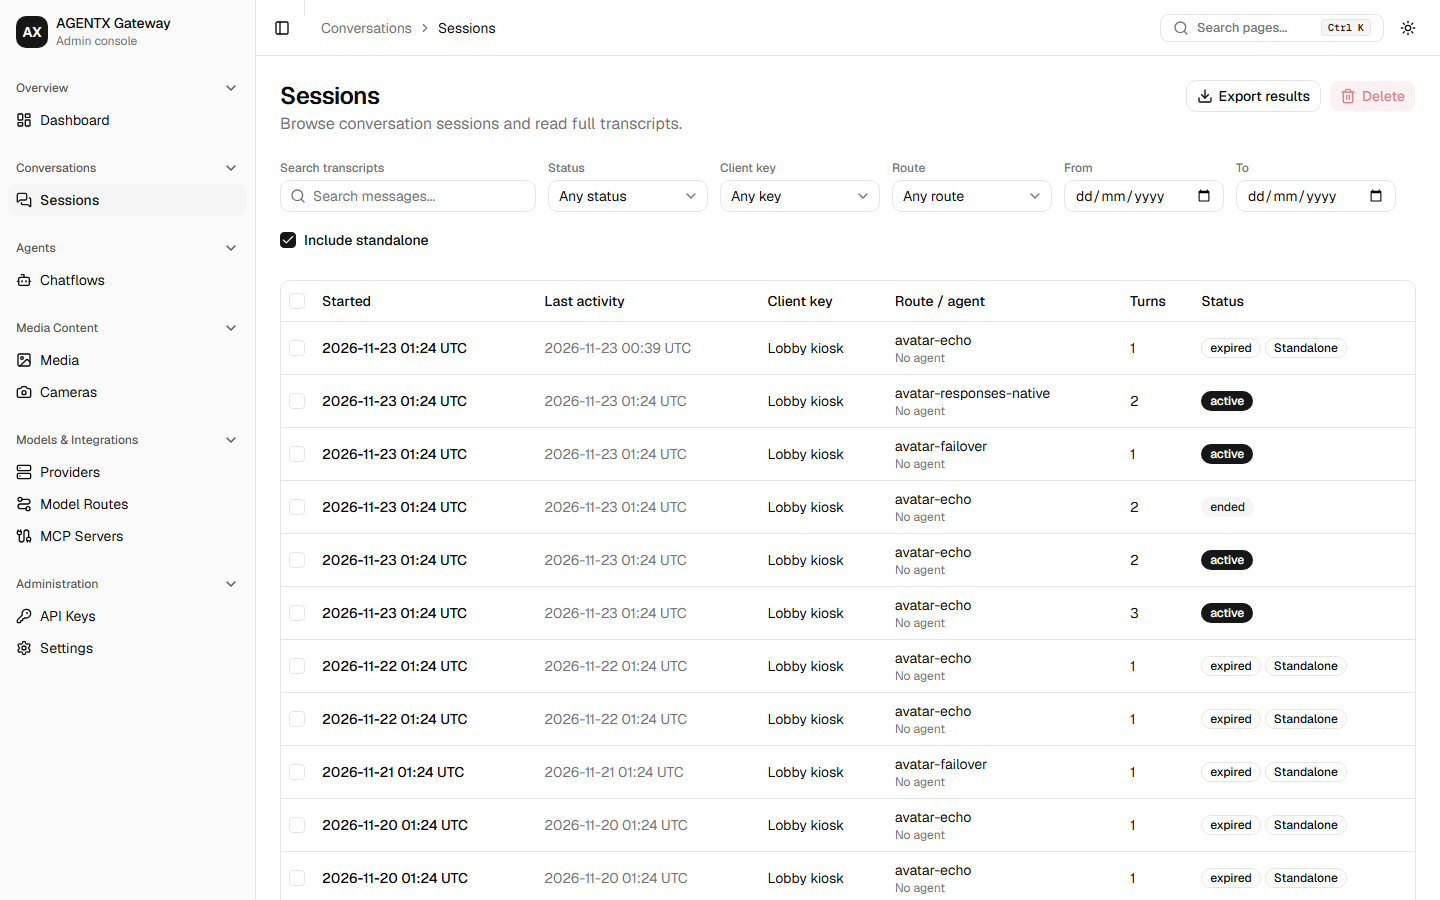 AX
AGENTX Gateway
Admin console
Overview
Dashboard
Conversations
Sessions
Agents
Chatflows
Media Content
Media
Cameras
Models & Integrations
Providers
Model Routes
MCP Servers
Administration
API Keys
Settings
Conversations > Sessions
Search pages... Ctrl K
Sessions
Browse conversation sessions and read full transcripts.
Export results
Delete
Search transcripts Status Client key Route From To
Search messages... Any status Any key Any route dd/mm/yyyy dd/mm/yyyy
Include standalone
Started Last activity Client key Route / agent Turns Status
2026-11-23 01:24 UTC 2026-11-23 00:39 UTC Lobby kiosk avatar-echo 1 expired Standalone
No agent
2026-11-23 01:24 UTC 2026-11-23 01:24 UTC Lobby kiosk avatar-responses-native 2 active
No agent
2026-11-23 01:24 UTC 2026-11-23 01:24 UTC Lobby kiosk avatar-failover 1 active
No agent
2026-11-23 01:24 UTC 2026-11-23 01:24 UTC Lobby kiosk avatar-echo 2 ended
No agent
2026-11-23 01:24 UTC 2026-11-23 01:24 UTC Lobby kiosk avatar-echo 2 active
No agent
2026-11-23 01:24 UTC 2026-11-23 01:24 UTC Lobby kiosk avatar-echo 3 active
No agent
2026-11-22 01:24 UTC 2026-11-22 01:24 UTC Lobby kiosk avatar-echo 1 expired Standalone
No agent
2026-11-22 01:24 UTC 2026-11-22 01:24 UTC Lobby kiosk avatar-echo 1 expired Standalone
No agent
2026-11-21 01:24 UTC 2026-11-21 01:24 UTC Lobby kiosk avatar-failover 1 expired Standalone
No agent
2026-11-20 01:24 UTC 2026-11-20 01:24 UTC Lobby kiosk avatar-echo 1 expired Standalone
No agent
2026-11-20 01:24 UTC 2026-11-20 01:24 UTC Lobby kiosk avatar-echo 1 expired Standalone
No agent